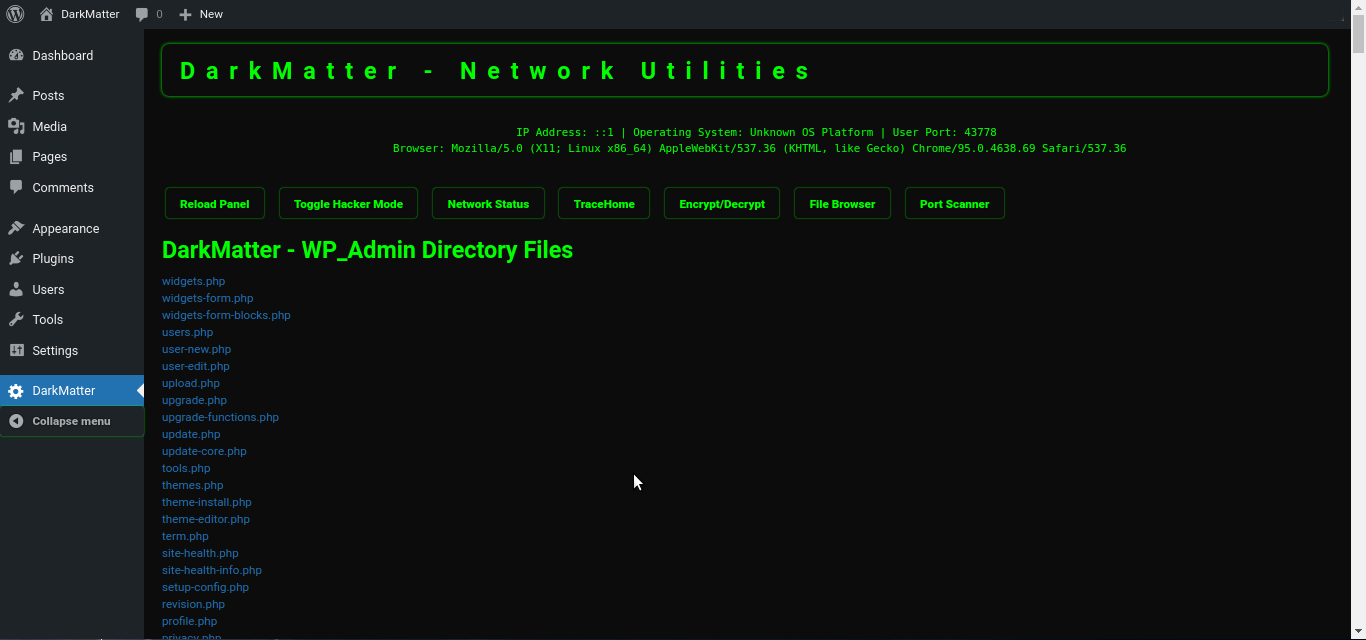 DarkMatter 0 New
Dashboard
Posts
Media
Pages
Comments
Appearance
Plugins
Users
Tools
Settings
DarkMatter
Collapse menu
DarkMatter - Network Utilities
IP Address: ::1 | Operating System: Unknown OS Platform | User Port: 43778
Browser: Mozilla/5.0 (X11; Linux x86_64) AppleWebKit/537.36 (KHTML, like Gecko) Chrome/95.0.4638.69 Safari/537.36
Reload Panel Toggle Hacker Mode Network Status TraceHome Encrypt/Decrypt File Browser Port Scanner
DarkMatter - WP_Admin Directory Files
widgets.php
widgets-form.php
widgets-form-blocks.php
users.php
user-new.php
user-edit.php
upload.php
upgrade.php
upgrade-functions.php
update.php
update-core.php
tools.php
themes.php
theme-install.php
theme-editor.php
term.php
site-health.php
site-health-info.php
setup-config.php
revision.php
profile.php
privacy.php